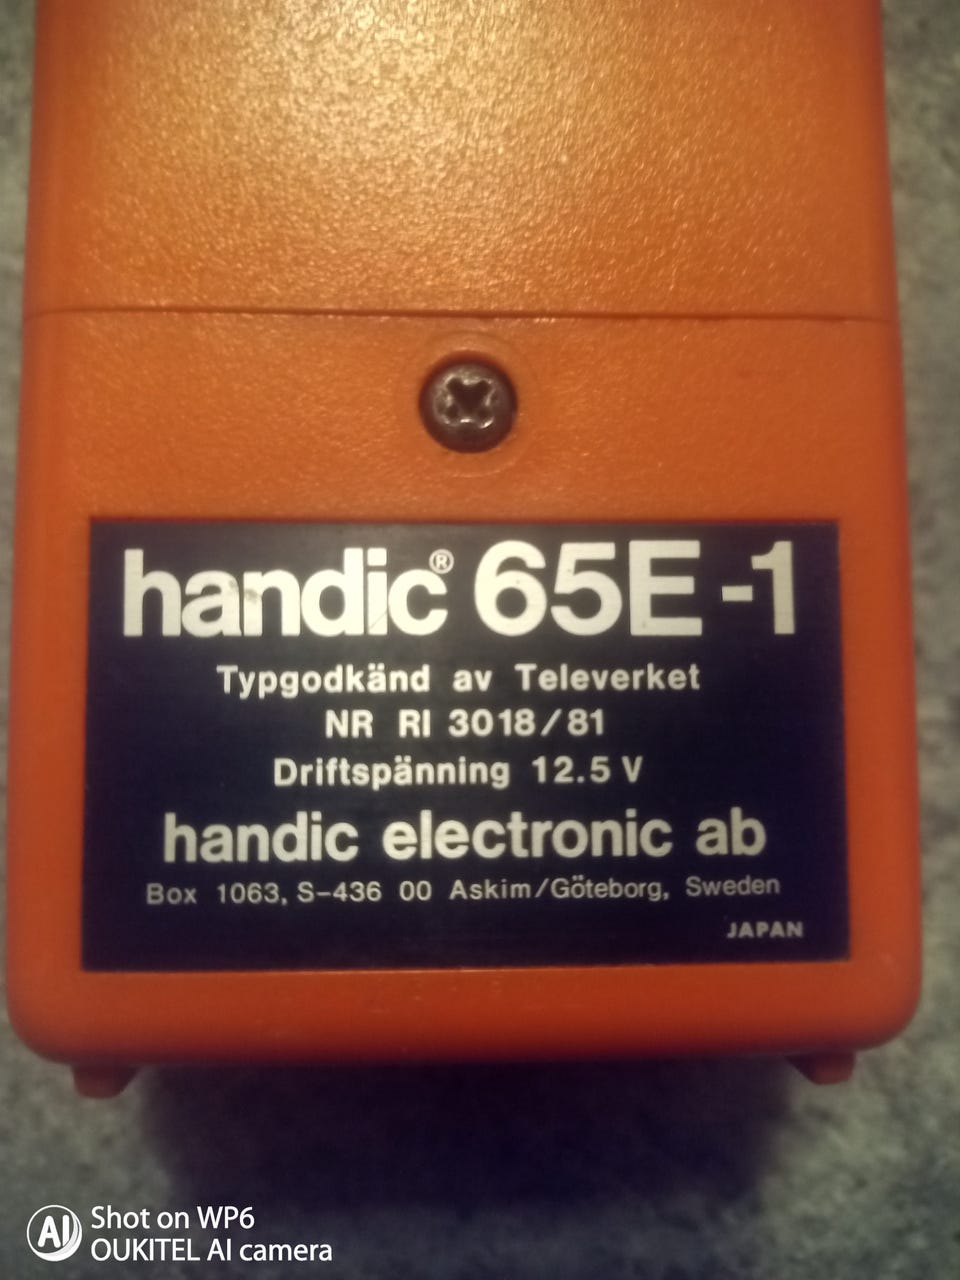 handic® 65E-1
Typgodkänd av Televerket
NR RI 3018/81
Driftspänning 12.5 V
handic electronic ab
Box 1063, S-436 00 Askim/Göteborg, Sweden
JAPAN
AI
Shot on WP6
OUKITEL AI camera